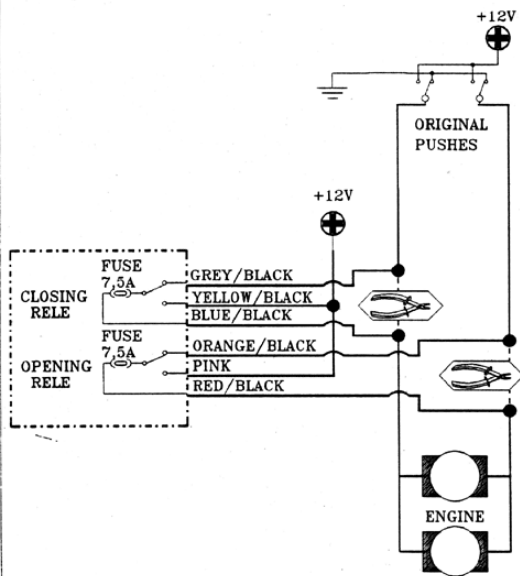 +12V
ORIGINAL
PUSHES
+12V
FUSE
7,5A
CLOSING
RELE
GREY/BLACK
YELLOW/BLACK
BLUE/BLACK
FUSE
7,5A
OPENING
RELE
ORANGE/BLACK
PINK
RED/BLACK
ENGINE